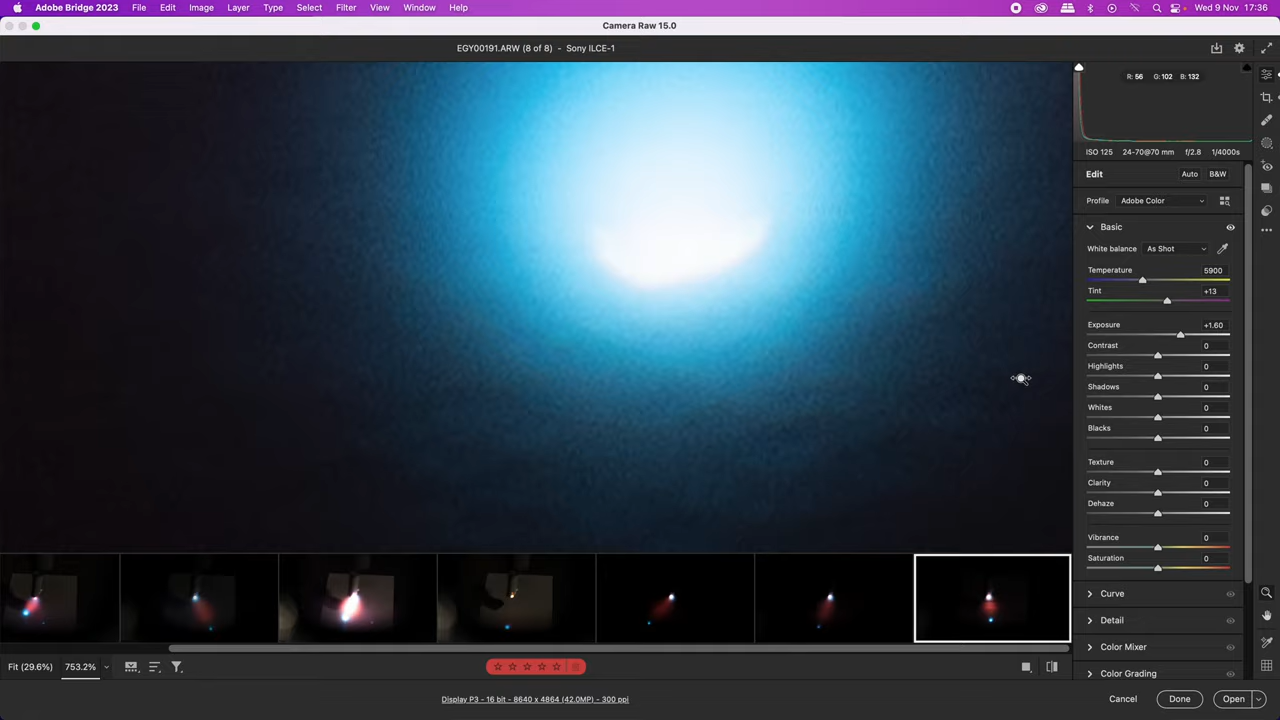 Adobe Bridge 2023 File Edit Image Layer Type Select Filter View Window Help Wed 9 Nov 17:36
Camera Raw 15.0
EGY00191.ARW (8 of 8) - Sony ILCE-1
R: 56 G: 102 B: 132
ISO 125 24-70@70 mm f/2.8 1/4000s
Edit Auto B&W
Profile Adobe Color
Basic
White balance As Shot
Temperature 5900
Tint +13
Exposure +1.60
Contrast 0
Highlights 0
Shadows 0
Whites 0
Blacks 0
Texture 0
Clarity 0
Dehaze 0
Vibrance 0
Saturation 0
Curve
Detail
Color Mixer
Color Grading
Fit (29.6%) 753.2%
Display P3 - 16 bit - 8640 x 4864 (42.0MP) - 300 ppi
Cancel Done Open